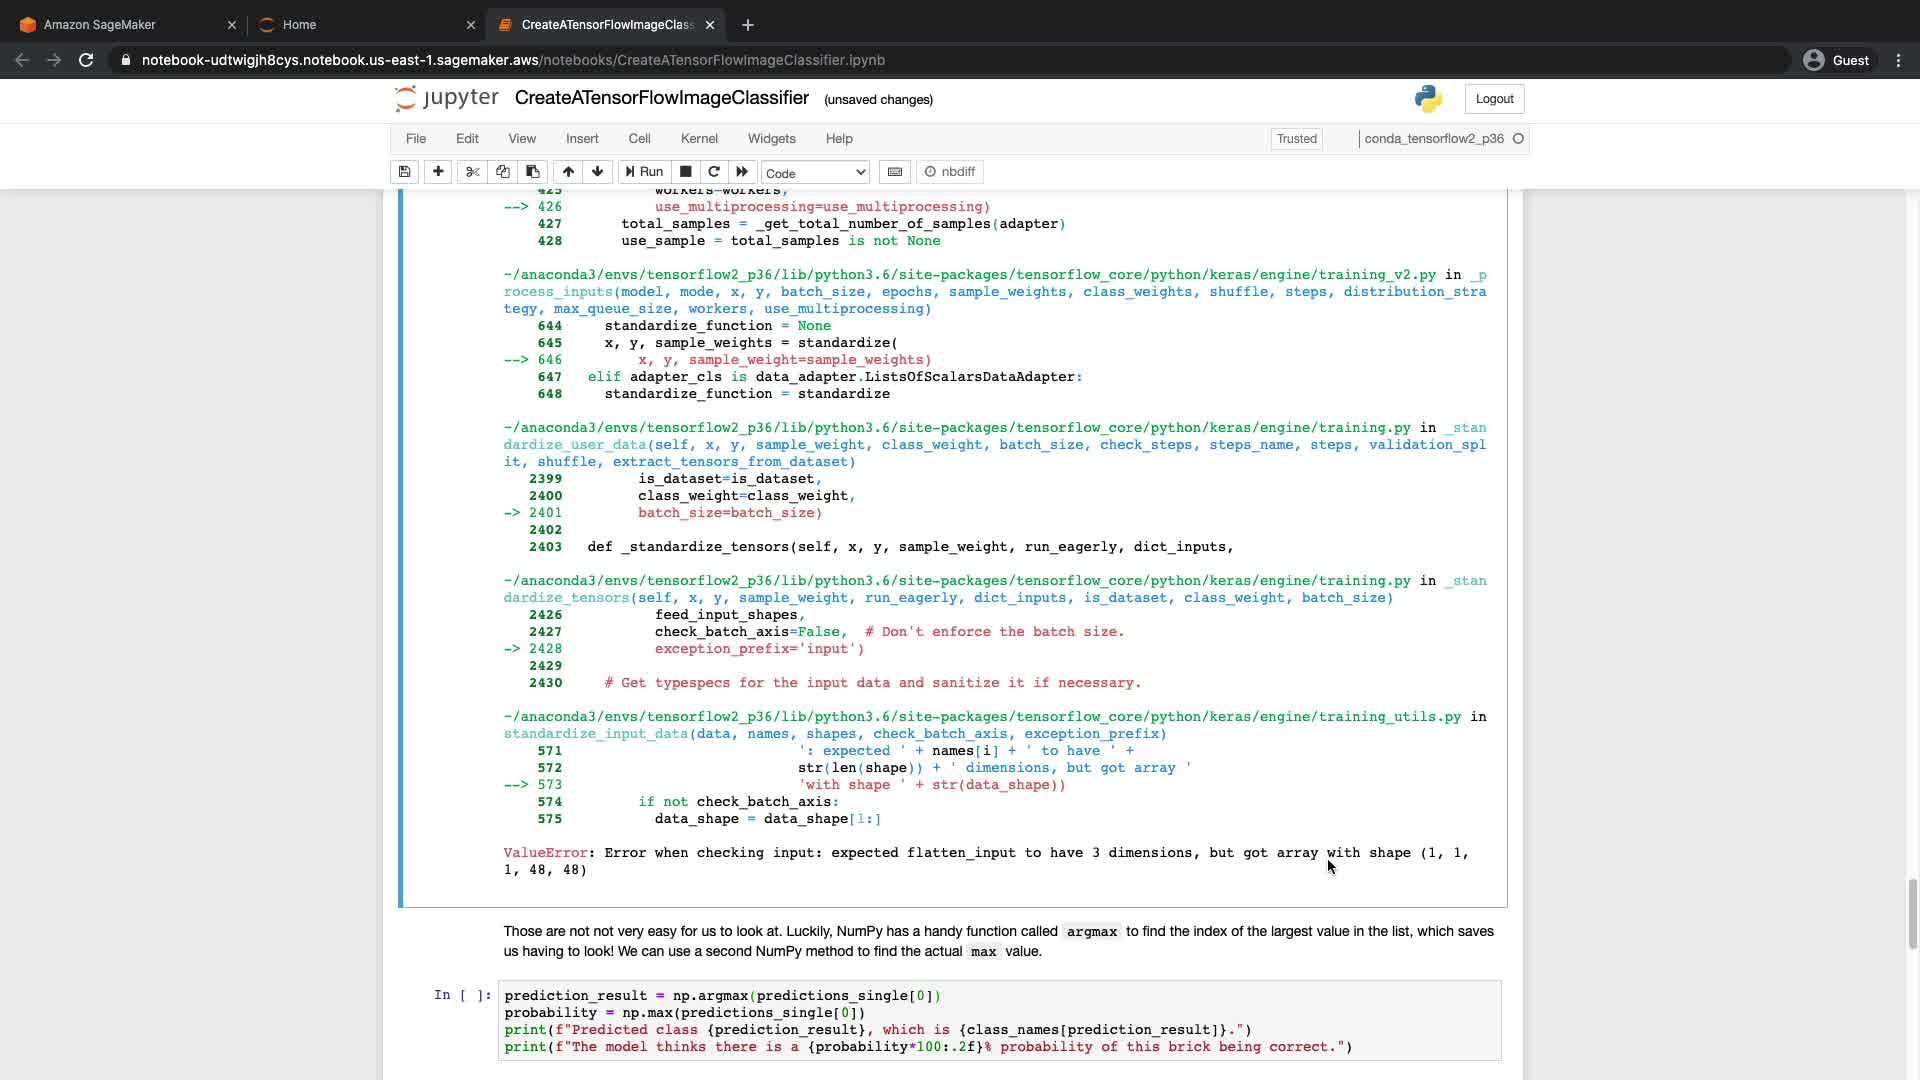 Amazon SageMaker
Home
CreateATensorFlowImageClass
notebook-udtwigjh8cys.notebook.us-east-1.sagemaker.aws/notebooks/CreateATensorFlowImageClassifier.ipynb
Guest
jupyter CreateATensorFlowImageClassifier (unsaved changes)
Logout
File Edit View Insert Cell Kernel Widgets Help
Trusted
conda_tensorflow2_p36
Run
Code
nbdiff
425 workers=workers,
--> 426 use_multiprocessing=use_multiprocessing)
427 total_samples = _get_total_number_of_samples(adapter)
428 use_sample = total_samples is not None
~/anaconda3/envs/tensorflow2_p36/lib/python3.6/site-packages/tensorflow_core/python/keras/engine/training_v2.py in _p
rocess_inputs(model, mode, x, y, batch_size, epochs, sample_weights, class_weights, shuffle, steps, distribution_stra
tegy, max_queue_size, workers, use_multiprocessing)
644 standardize_function = None
645 x, y, sample_weights = standardize(
--> 646 x, y, sample_weight=sample_weights)
647 elif adapter_cls is data_adapter.ListsOfScalarsDataAdapter:
648 standardize_function = standardize
~/anaconda3/envs/tensorflow2_p36/lib/python3.6/site-packages/tensorflow_core/python/keras/engine/training.py in _stan
dardize_user_data(self, x, y, sample_weight, class_weight, batch_size, check_steps, steps_name, steps, validation_spl
it, shuffle, extract_tensors_from_dataset)
2399 is_dataset=is_dataset,
2400 class_weight=class_weight,
-> 2401 batch_size=batch_size)
2402
2403 def _standardize_tensors(self, x, y, sample_weight, run_eagerly, dict_inputs,
~/anaconda3/envs/tensorflow2_p36/lib/python3.6/site-packages/tensorflow_core/python/keras/engine/training.py in _stan
dardize_tensors(self, x, y, sample_weight, run_eagerly, dict_inputs, is_dataset, class_weight, batch_size)
2426 feed_input_shapes,
2427 check_batch_axis=False, # Don't enforce the batch size.
-> 2428 exception_prefix='input')
2429
2430 # Get typespecs for the input data and sanitize it if necessary.
~/anaconda3/envs/tensorflow2_p36/lib/python3.6/site-packages/tensorflow_core/python/keras/engine/training_utils.py in
standardize_input_data(data, names, shapes, check_batch_axis, exception_prefix)
571 ': expected ' + names[i] + ' to have ' +
572 str(len(shape)) + ' dimensions, but got array '
--> 573 'with shape ' + str(data_shape))
574 if not check_batch_axis:
575 data_shape = data_shape[1:]
ValueError: Error when checking input: expected flatten_input to have 3 dimensions, but got array with shape (1, 1,
1, 48, 48)
Those are not not very easy for us to look at. Luckily, NumPy has a handy function called argmax to find the index of the largest value in the list, which saves
us having to look! We can use a second NumPy method to find the actual max value.
In [ ]: prediction_result = np.argmax(predictions_single[0])
probability = np.max(predictions_single[0])
print(f"Predicted class {prediction_result}, which is {class_names[prediction_result]}.")
print(f"The model thinks there is a {probability*100:.2f}% probability of this brick being correct.")